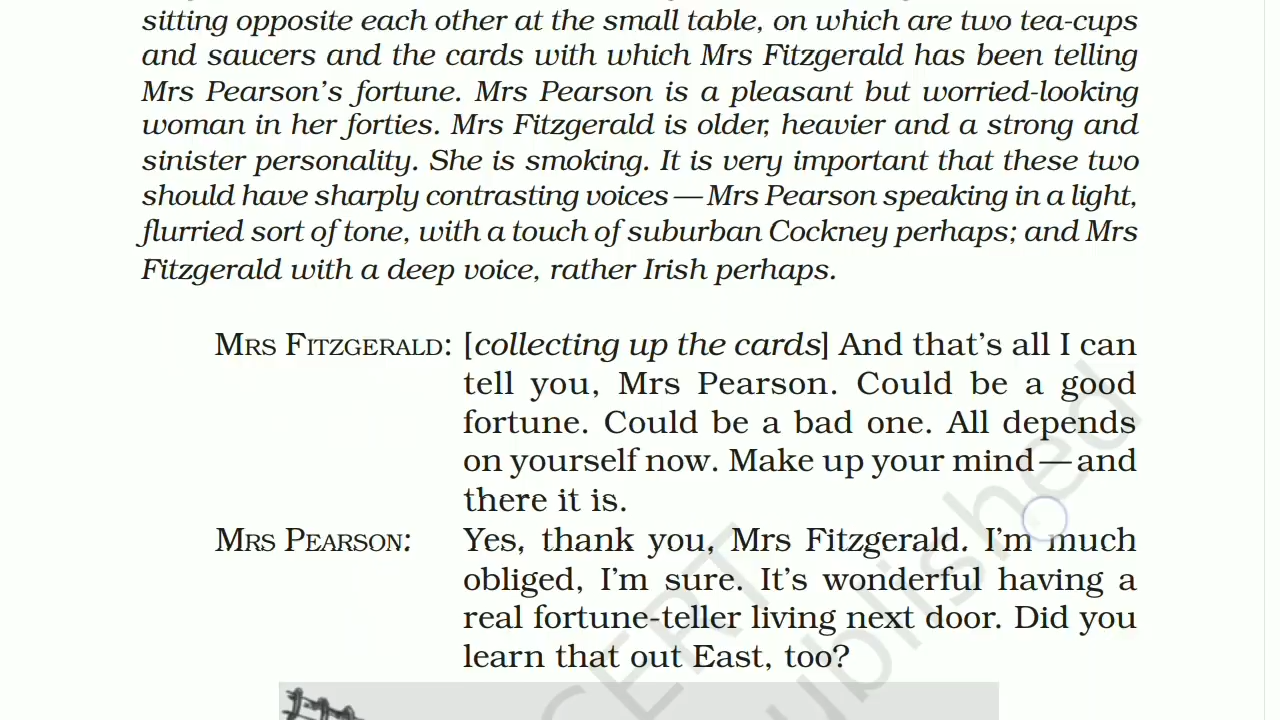 sitting opposite each other at the small table, on which are two tea-cups
and saucers and the cards with which Mrs Fitzgerald has been telling
Mrs Pearson's fortune. Mrs Pearson is a pleasant but worried-looking
woman in her forties. Mrs Fitzgerald is older, heavier and a strong and
sinister personality. She is smoking. It is very important that these two
should have sharply contrasting voices — Mrs Pearson speaking in a light,
flurried sort of tone, with a touch of suburban Cockney perhaps; and Mrs
Fitzgerald with a deep voice, rather Irish perhaps.
MRS FITZGERALD: [collecting up the cards] And that's all I can
tell you, Mrs Pearson. Could be a good
fortune. Could be a bad one. All depends
on yourself now. Make up your mind — and
there it is.
MRS PEARSON: Yes, thank you, Mrs Fitzgerald. I'm much
obliged, I'm sure. It's wonderful having a
real fortune-teller living next door. Did you
learn that out East, too?